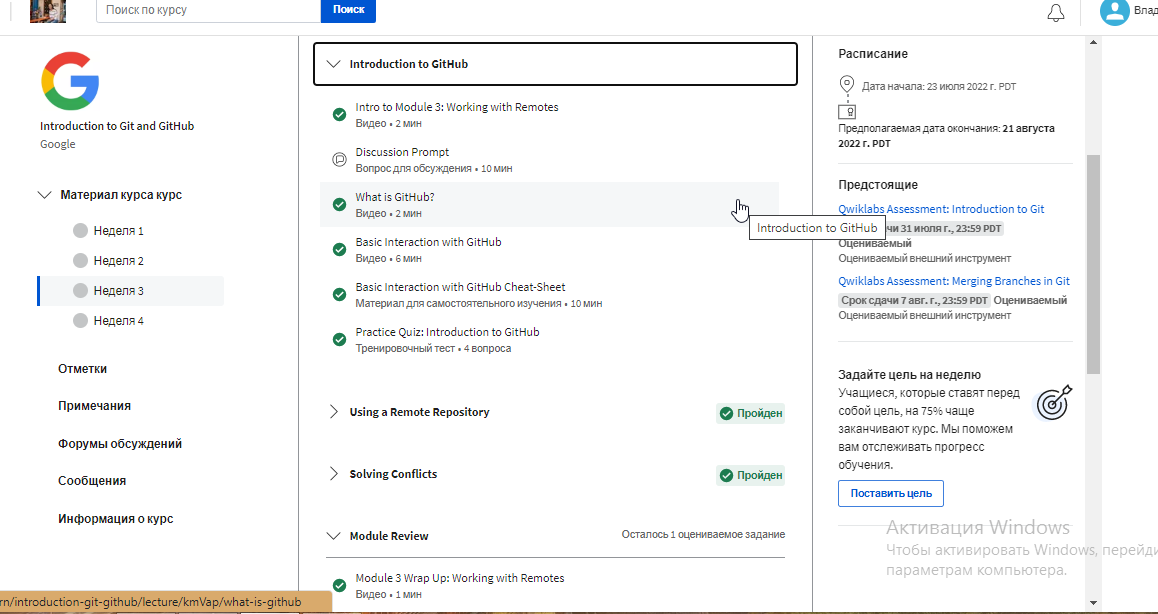 Поиск по курсу
Поиск
Влад
Introduction to Git and GitHub
Google
Материал курса курс
Неделя 1
Неделя 2
Неделя 3
Неделя 4
Отметки
Примечания
Форумы обсуждений
Сообщения
Информация о курс
Introduction to GitHub
Intro to Module 3: Working with Remotes
Видео • 2 мин
Discussion Prompt
Вопрос для обсуждения • 10 мин
What is GitHub?
Видео • 2 мин
Introduction to GitHub
Basic Interaction with GitHub
Видео • 6 мин
Basic Interaction with GitHub Cheat-Sheet
Материал для самостоятельного изучения • 10 мин
Practice Quiz: Introduction to GitHub
Тренировочный тест • 4 вопроса
Using a Remote Repository
Пройден
Solving Conflicts
Пройден
Module Review
Осталось 1 оцениваемое задание
Module 3 Wrap Up: Working with Remotes
Видео • 1 мин
Расписание
Дата начала: 23 июля 2022 г. PDT
Предполагаемая дата окончания: 21 августа
2022 г. PDT
Предстоящие
Qwiklabs Assessment: Introduction to Git
чи 31 июля г., 23:59 PDT
Оцениваемый
Оцениваемый внешний инструмент
Qwiklabs Assessment: Merging Branches in Git
Срок сдачи 7 авг. г., 23:59 PDT Оцениваемый
Оцениваемый внешний инструмент
Задайте цель на неделю
Учащиеся, которые ставят перед
собой цель, на 75% чаще
заканчивают курс. Мы поможем
вам отслеживать прогресс
обучения.
Поставить цель
Активация Windows
Чтобы активировать Windows, перейди
параметрам компьютера.
rn/introduction-git-github/lecture/kmVap/what-is-github